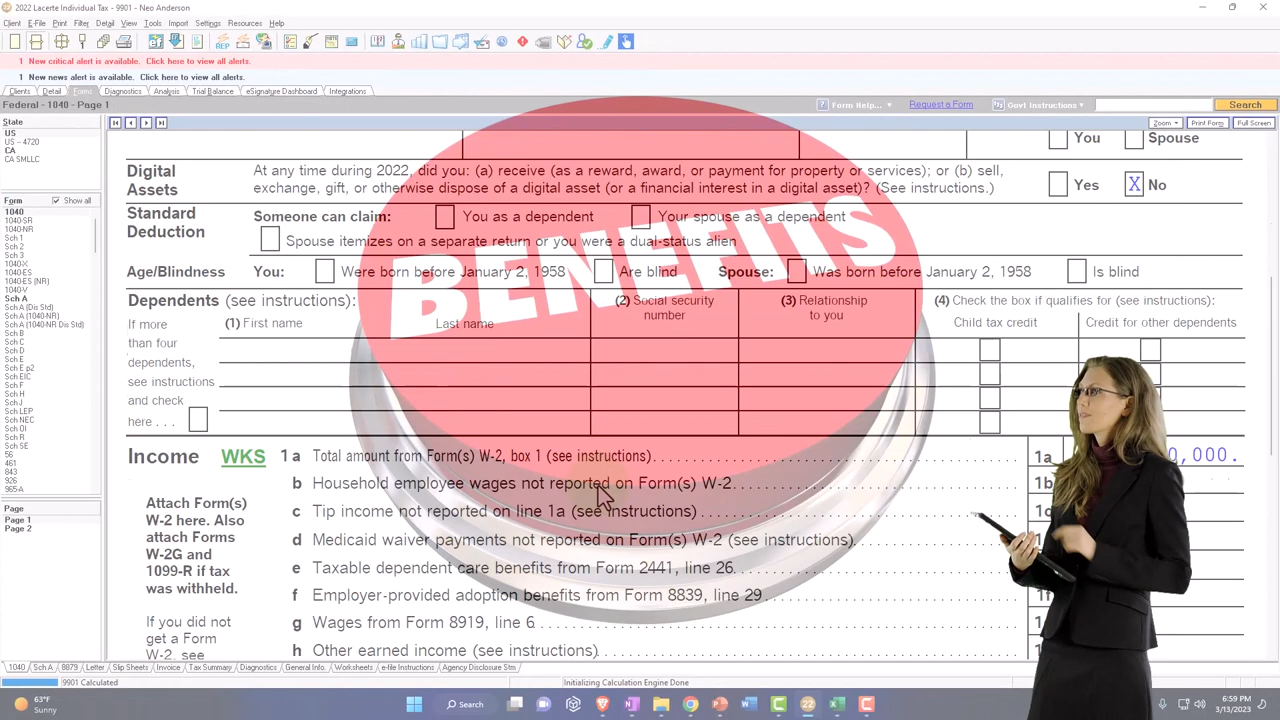 2022 Lacerte Individual Tax - 9901 - Neo Anderson
Client E-File Print Filter Detail View Tools Import Settings Resources Help
1 New critical alert is available. Click here to view all alerts.
1 New news alert is available. Click here to view all alerts.
Clients Detail Forms Diagnostics Analysis Trial Balance eSignature Dashboard Integrations
Federal - 1040 - Page 1 Form Help... Request a Form Govt Instructions Search
State
Zoom Print Form Full Screen
US
US - 4720
CA
CA SMLLC
Form Show all
1040
1040-SR
1040-NR
Sch 1
Sch 2
Sch 3
1040-X
1040-ES
1040-ES (NR)
1040-V
Sch A
Sch A (Dis Std)
Sch A (1040-NR)
Sch A (1040-NR Dis Std)
Sch B
Sch C
Sch D
Sch E
Sch E p2
Sch EIC
Sch F
Sch H
Sch J
Sch LEP
Sch NEC
Sch OI
Sch R
Sch SE
56
461
843
926
965-A
Pages
Page 1
Page 2
You Spouse
Digital Assets
At any time during 2022, did you: (a) receive (as a reward, award, or payment for property or services); or (b) sell,
exchange, gift, or otherwise dispose of a digital asset (or a financial interest in a digital asset)? (See instructions.)
Yes X No
Standard Deduction
Someone can claim: You as a dependent Your spouse as a dependent
Spouse itemizes on a separate return or you were a dual-status alien
BENEFITS
Age/Blindness You: Were born before January 2, 1958 Are blind Spouse: Was born before January 2, 1958 Is blind
Dependents (see instructions): (2) Social security number (3) Relationship to you (4) Check the box if qualifies for (see instructions):
(1) First name Last name Child tax credit Credit for other dependents
If more
than four
dependents,
see instructions
and check
here . . .
Income WKS 1 a Total amount from Form(s) W-2, box 1 (see instructions) 1a 0,000.
b Household employee wages not reported on Form(s) W-2 1b
c Tip income not reported on line 1a (see instructions)
d Medicaid waiver payments not reported on Form(s) W-2 (see instructions)
e Taxable dependent care benefits from Form 2441, line 26
f Employer-provided adoption benefits from Form 8839, line 29
g Wages from Form 8919, line 6
h Other earned income (see instructions)
Attach Form(s)
W-2 here. Also
attach Forms
W-2G and
1099-R if tax
was withheld.
If you did not
get a Form
W-2, see
1040 Sch A 8879 Letter Slip Sheets Invoice Tax Summary Diagnostics General Info. Worksheets e-file Instructions Agency Disclosure Stm
9901 Calculated Initializing Calculation Engine Done
63°F
Sunny
Search
6:59 PM
3/13/2023